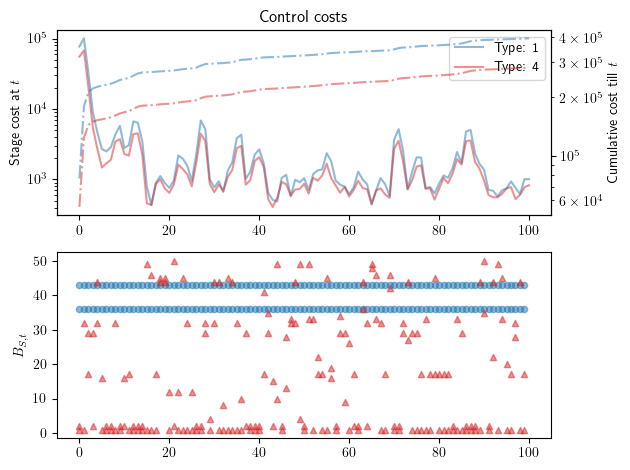 Control costs
Type: 1
Type: 4
Stage cost at t
Cumulative cost till t
10^5
10^4
10^3
4 × 10^5
3 × 10^5
2 × 10^5
10^5
6 × 10^4
0 20 40 60 80 100
B_{S,t}
50
40
30
20
10
0
0 20 40 60 80 100